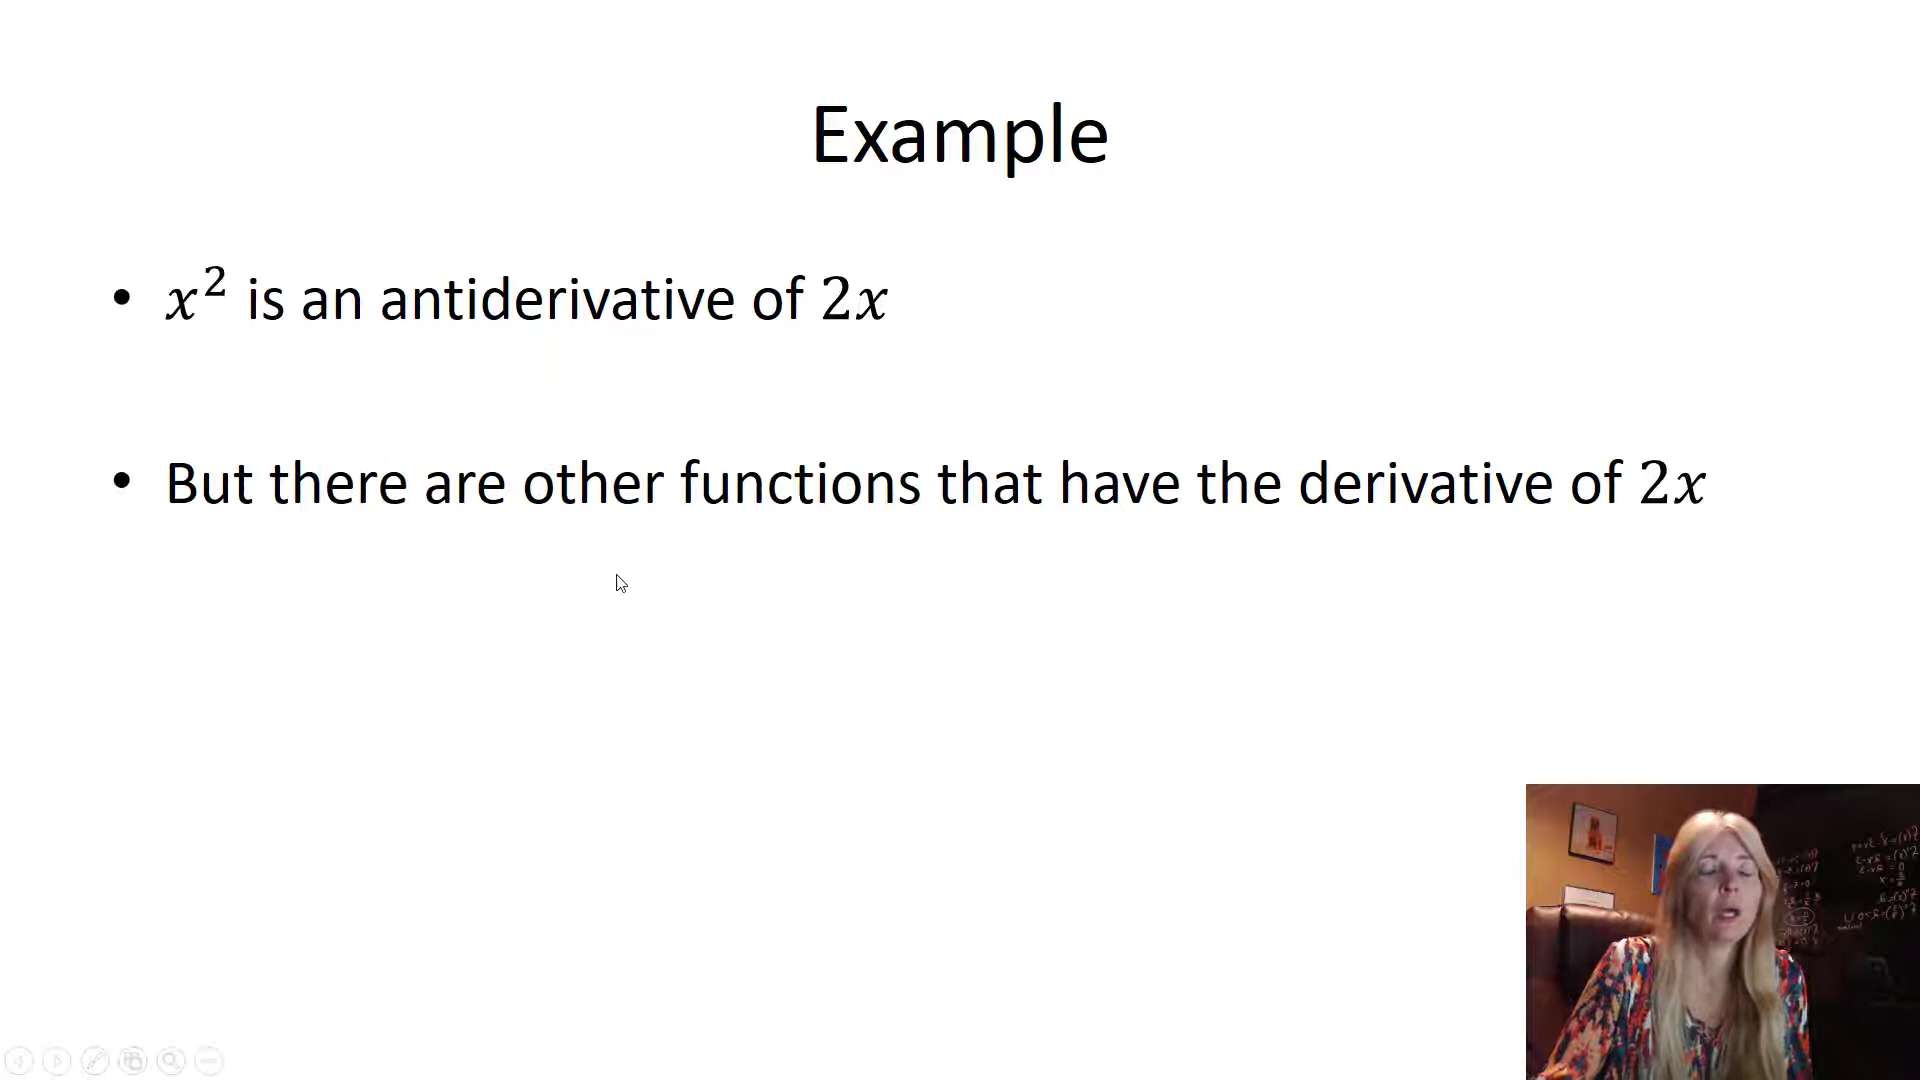 Example
• x² is an antiderivative of 2x
• But there are other functions that have the derivative of 2x